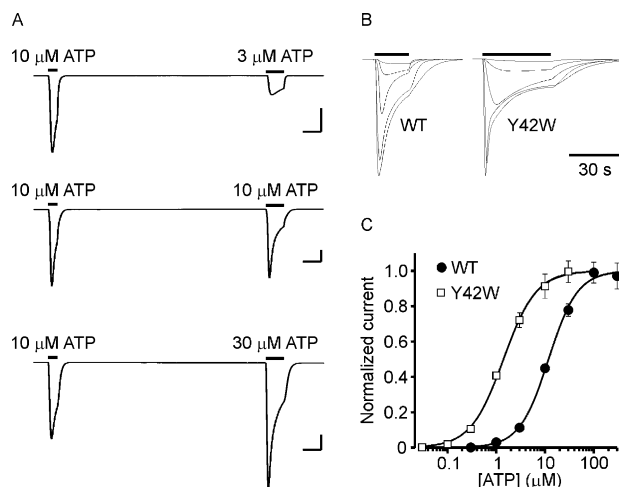 A
10 μM ATP
3 μM ATP
10 μM ATP
10 μM ATP
10 μM ATP
30 μM ATP
B
WT
Y42W
30 s
C
Normalized current
1.0
0.8
0.6
0.4
0.2
0
WT
Y42W
0.1
1
10
100
[ATP] (μM)